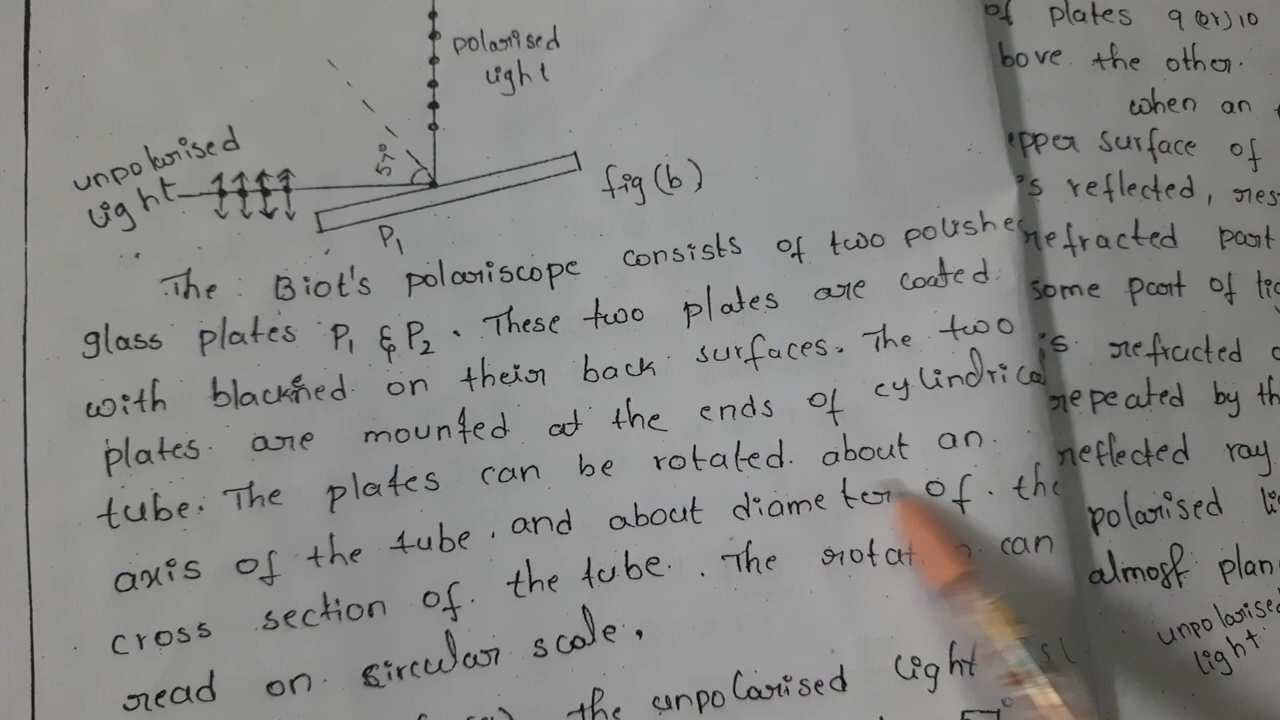 polarised
light
unpolarised
light
57°
fig(b)
P1
The Biot's polariscope consists of two polishe
glass plates P1 & P2. These two plates are coated
with blackned on their back surfaces. The two
plates are mounted at the ends of cylindrical
tube. The plates can be rotated about an
axis of the tube. and about diameter of the
cross section of the tube. The can
read on circular scale.
the unpolarised light
of plates 9 (or) 10
bove the other.
when an
pper surface of
is reflected, res
refracted part
some part of
is refracted
repeated by th
reflected ray
polarised li
almost plan
unpolarised
light